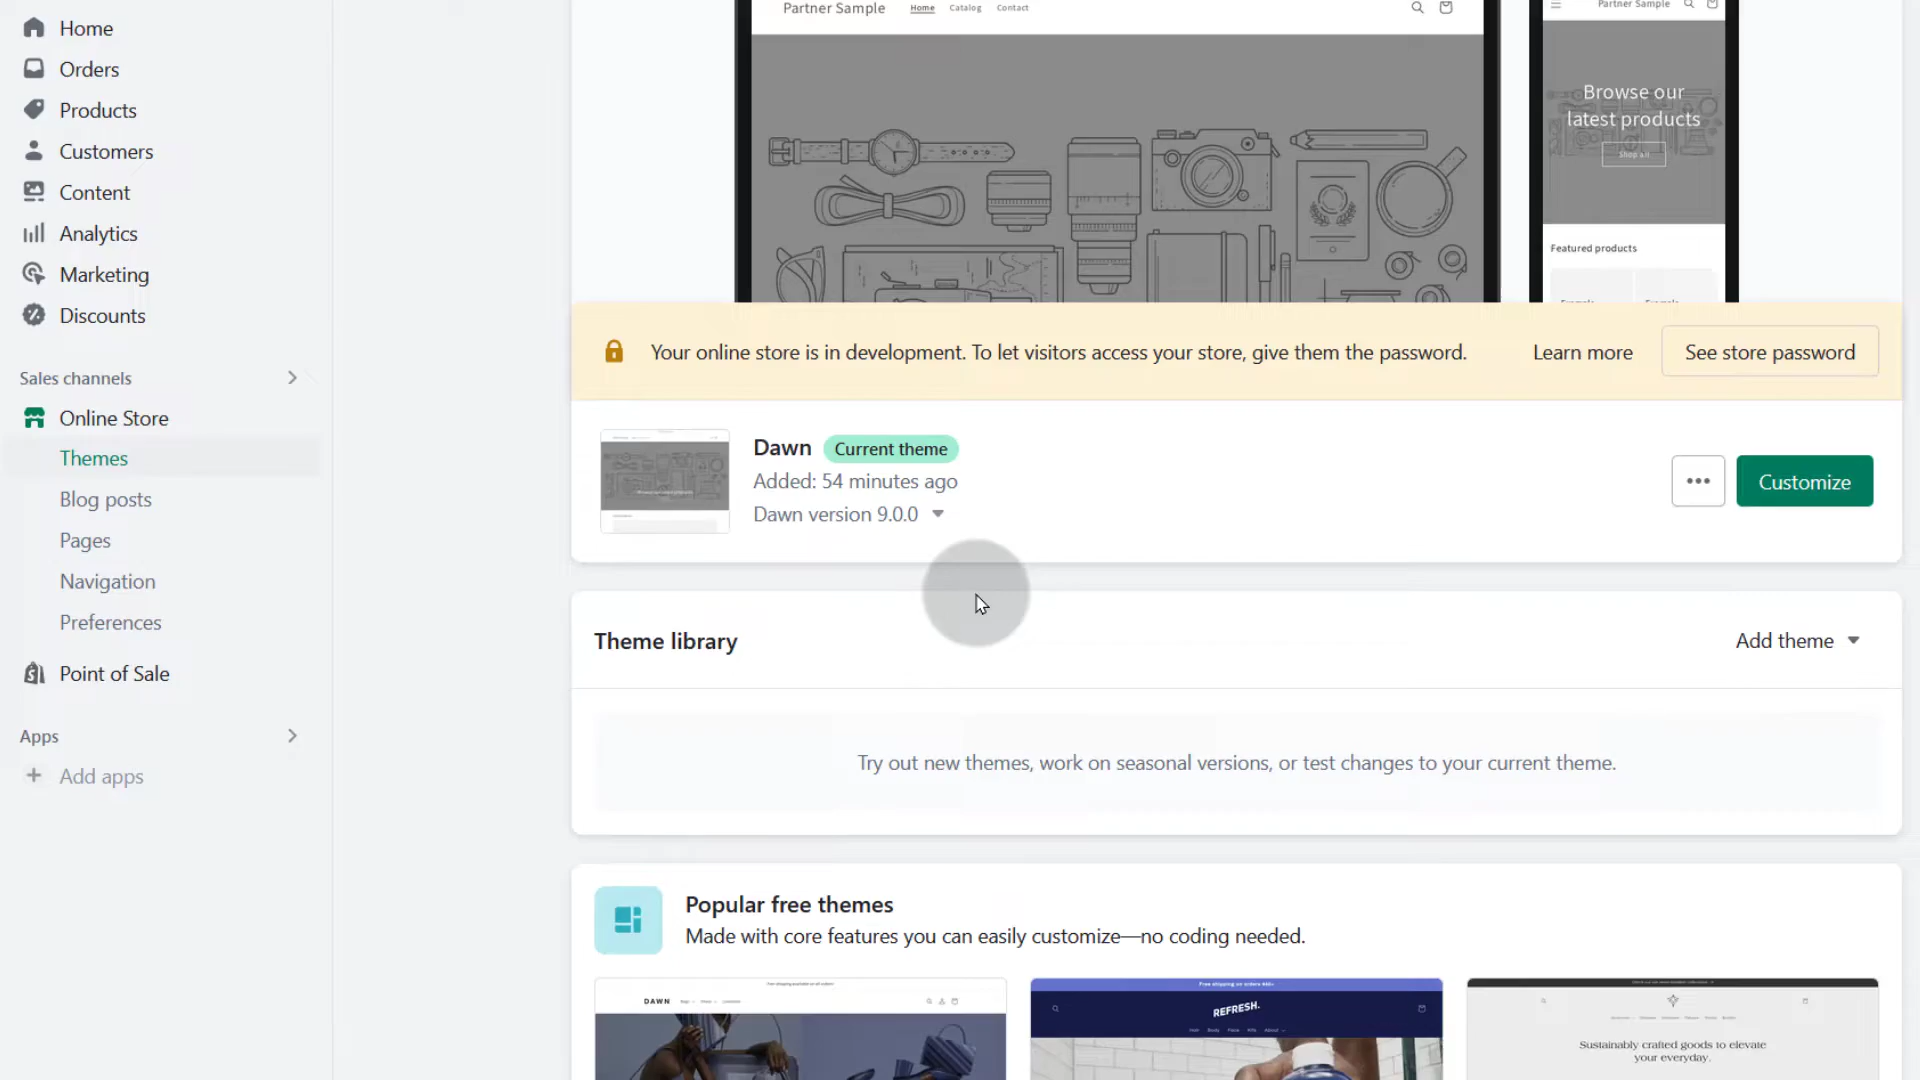 Home
Orders
Products
Customers
Content
Analytics
Marketing
Discounts
Sales channels
Online Store
Themes
Blog posts
Pages
Navigation
Preferences
Point of Sale
Apps
Add apps
Partner Sample Home Catalog Contact
Partner Sample
Browse our
latest products
Shop all
Featured products
Your online store is in development. To let visitors access your store, give them the password. Learn more See store password
Dawn Current theme
Added: 54 minutes ago
Dawn version 9.0.0
Customize
Theme library Add theme
Try out new themes, work on seasonal versions, or test changes to your current theme.
Popular free themes
Made with core features you can easily customize—no coding needed.
DAWN
REFRESH.
Sustainably crafted goods to elevate
your everyday.